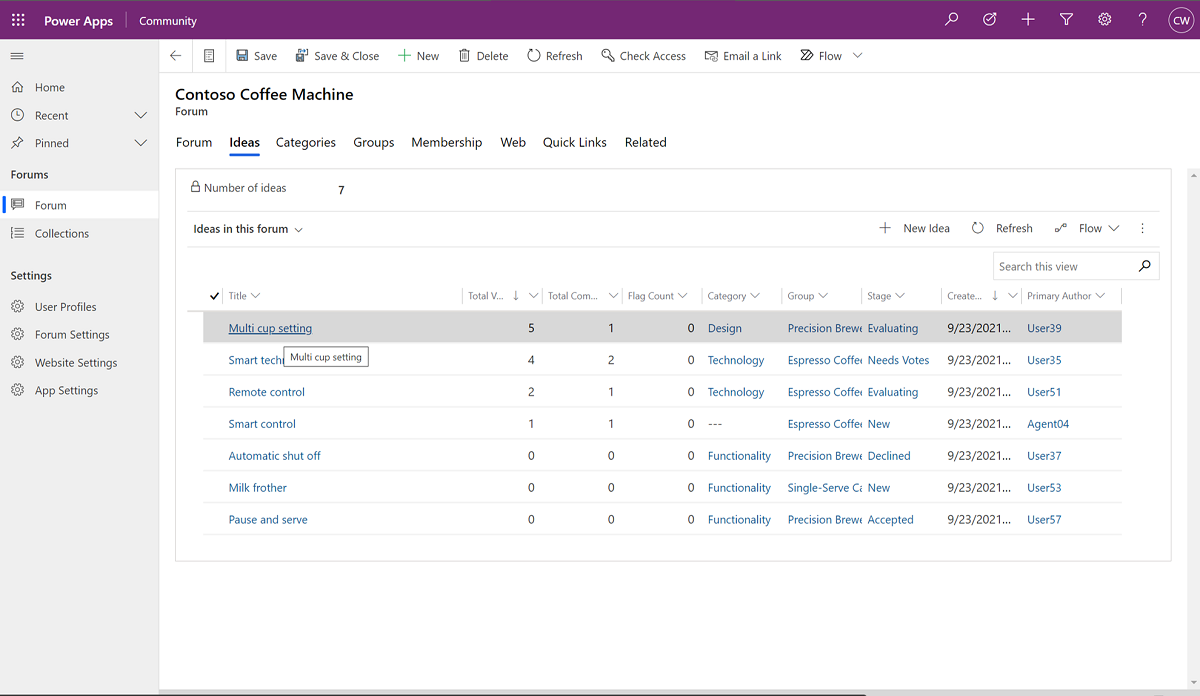 Power Apps Community CW
Save Save & Close New Delete Refresh Check Access Email a Link Flow
Home
Recent
Pinned
Forums
Forum
Collections
Settings
User Profiles
Forum Settings
Website Settings
App Settings
Contoso Coffee Machine
Forum
Forum Ideas Categories Groups Membership Web Quick Links Related
Number of ideas 7
Ideas in this forum New Idea Refresh Flow
Search this view
Title Total V... Total Com... Flag Count Category Group Stage Create... Primary Author
Multi cup setting 5 1 0 Design Precision Brewe Evaluating 9/23/2021... User39
Smart tech 4 2 0 Technology Espresso Coffee Needs Votes 9/23/2021... User35
Multi cup setting
Remote control 2 1 0 Technology Espresso Coffee Evaluating 9/23/2021... User51
Smart control 1 1 0 --- Espresso Coffee New 9/23/2021... Agent04
Automatic shut off 0 0 0 Functionality Precision Brewe Declined 9/23/2021... User37
Milk frother 0 0 0 Functionality Single-Serve Ca New 9/23/2021... User53
Pause and serve 0 0 0 Functionality Precision Brewe Accepted 9/23/2021... User57